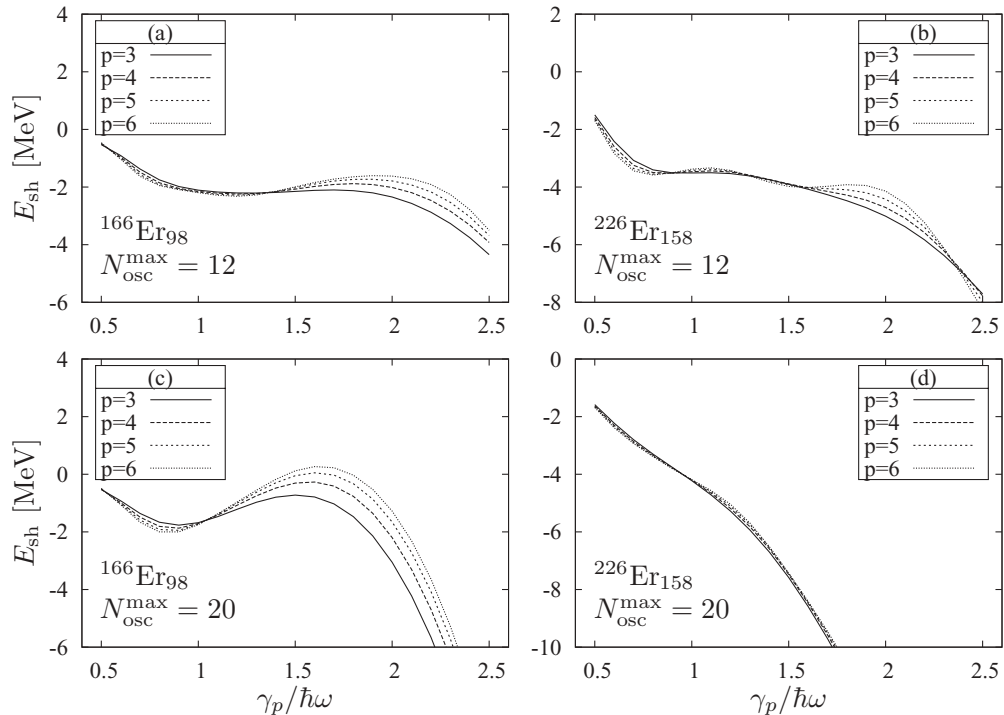 (a)
p=3
p=4
p=5
p=6
4
2
0
-2
-4
-6
E_sh [MeV]
¹⁶⁶Er₉₈
N_osc^max = 12
0.5 1 1.5 2 2.5
(b)
p=3
p=4
p=5
p=6
2
0
-2
-4
-6
-8
²²⁶Er₁₅₈
N_osc^max = 12
0.5 1 1.5 2 2.5
(c)
p=3
p=4
p=5
p=6
4
2
0
-2
-4
-6
E_sh [MeV]
¹⁶⁶Er₉₈
N_osc^max = 20
0.5 1 1.5 2 2.5
γ_p/ℏω
(d)
p=3
p=4
p=5
p=6
0
-2
-4
-6
-8
-10
²²⁶Er₁₅₈
N_osc^max = 20
0.5 1 1.5 2 2.5
γ_p/ℏω